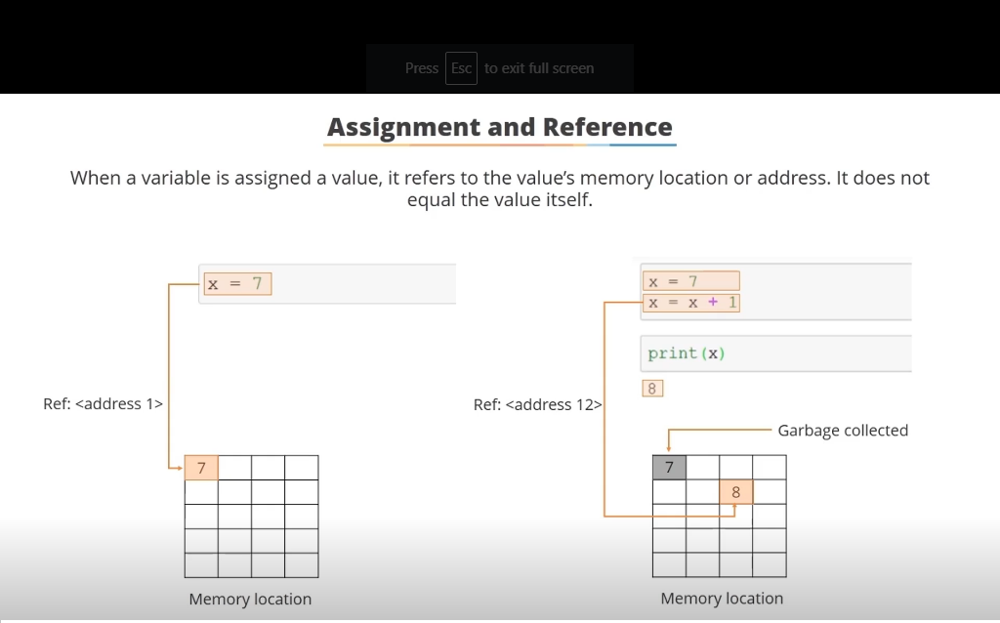 Press Esc to exit full screen
Assignment and Reference
When a variable is assigned a value, it refers to the value’s memory location or address. It does not
equal the value itself.
x = 7
Ref: <address 1>
7
Memory location
x = 7
x = x + 1
print(x)
8
Ref: <address 12>
Garbage collected
7
8
Memory location